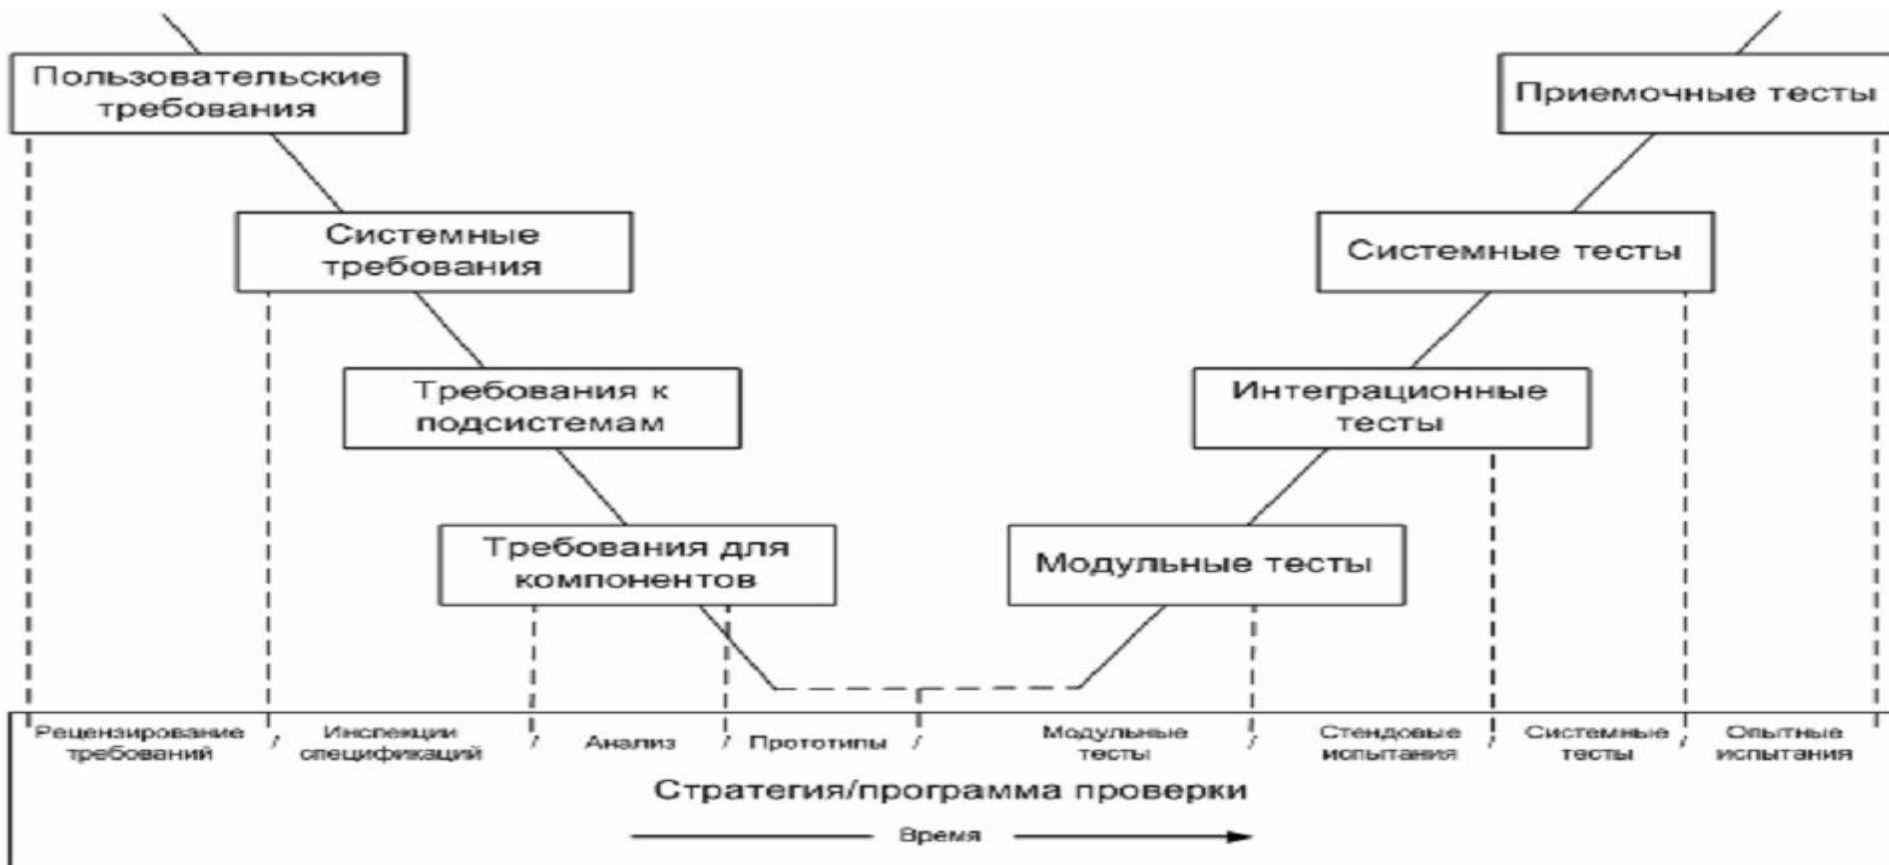 Пользовательские
требования
Приемочные тесты
Системные
требования
Системные тесты
Требования к
подсистемам
Интеграционные
тесты
Требования для
компонентов
Модульные тесты
Рецензирование
требований
/
Инспекции
спецификаций
/
Анализ
/
Прототипы
/
Модульные
тесты
/
Стендовые
испытания
/
Системные
тесты
/
Опытные
испытания
Стратегия/программа проверки
Время